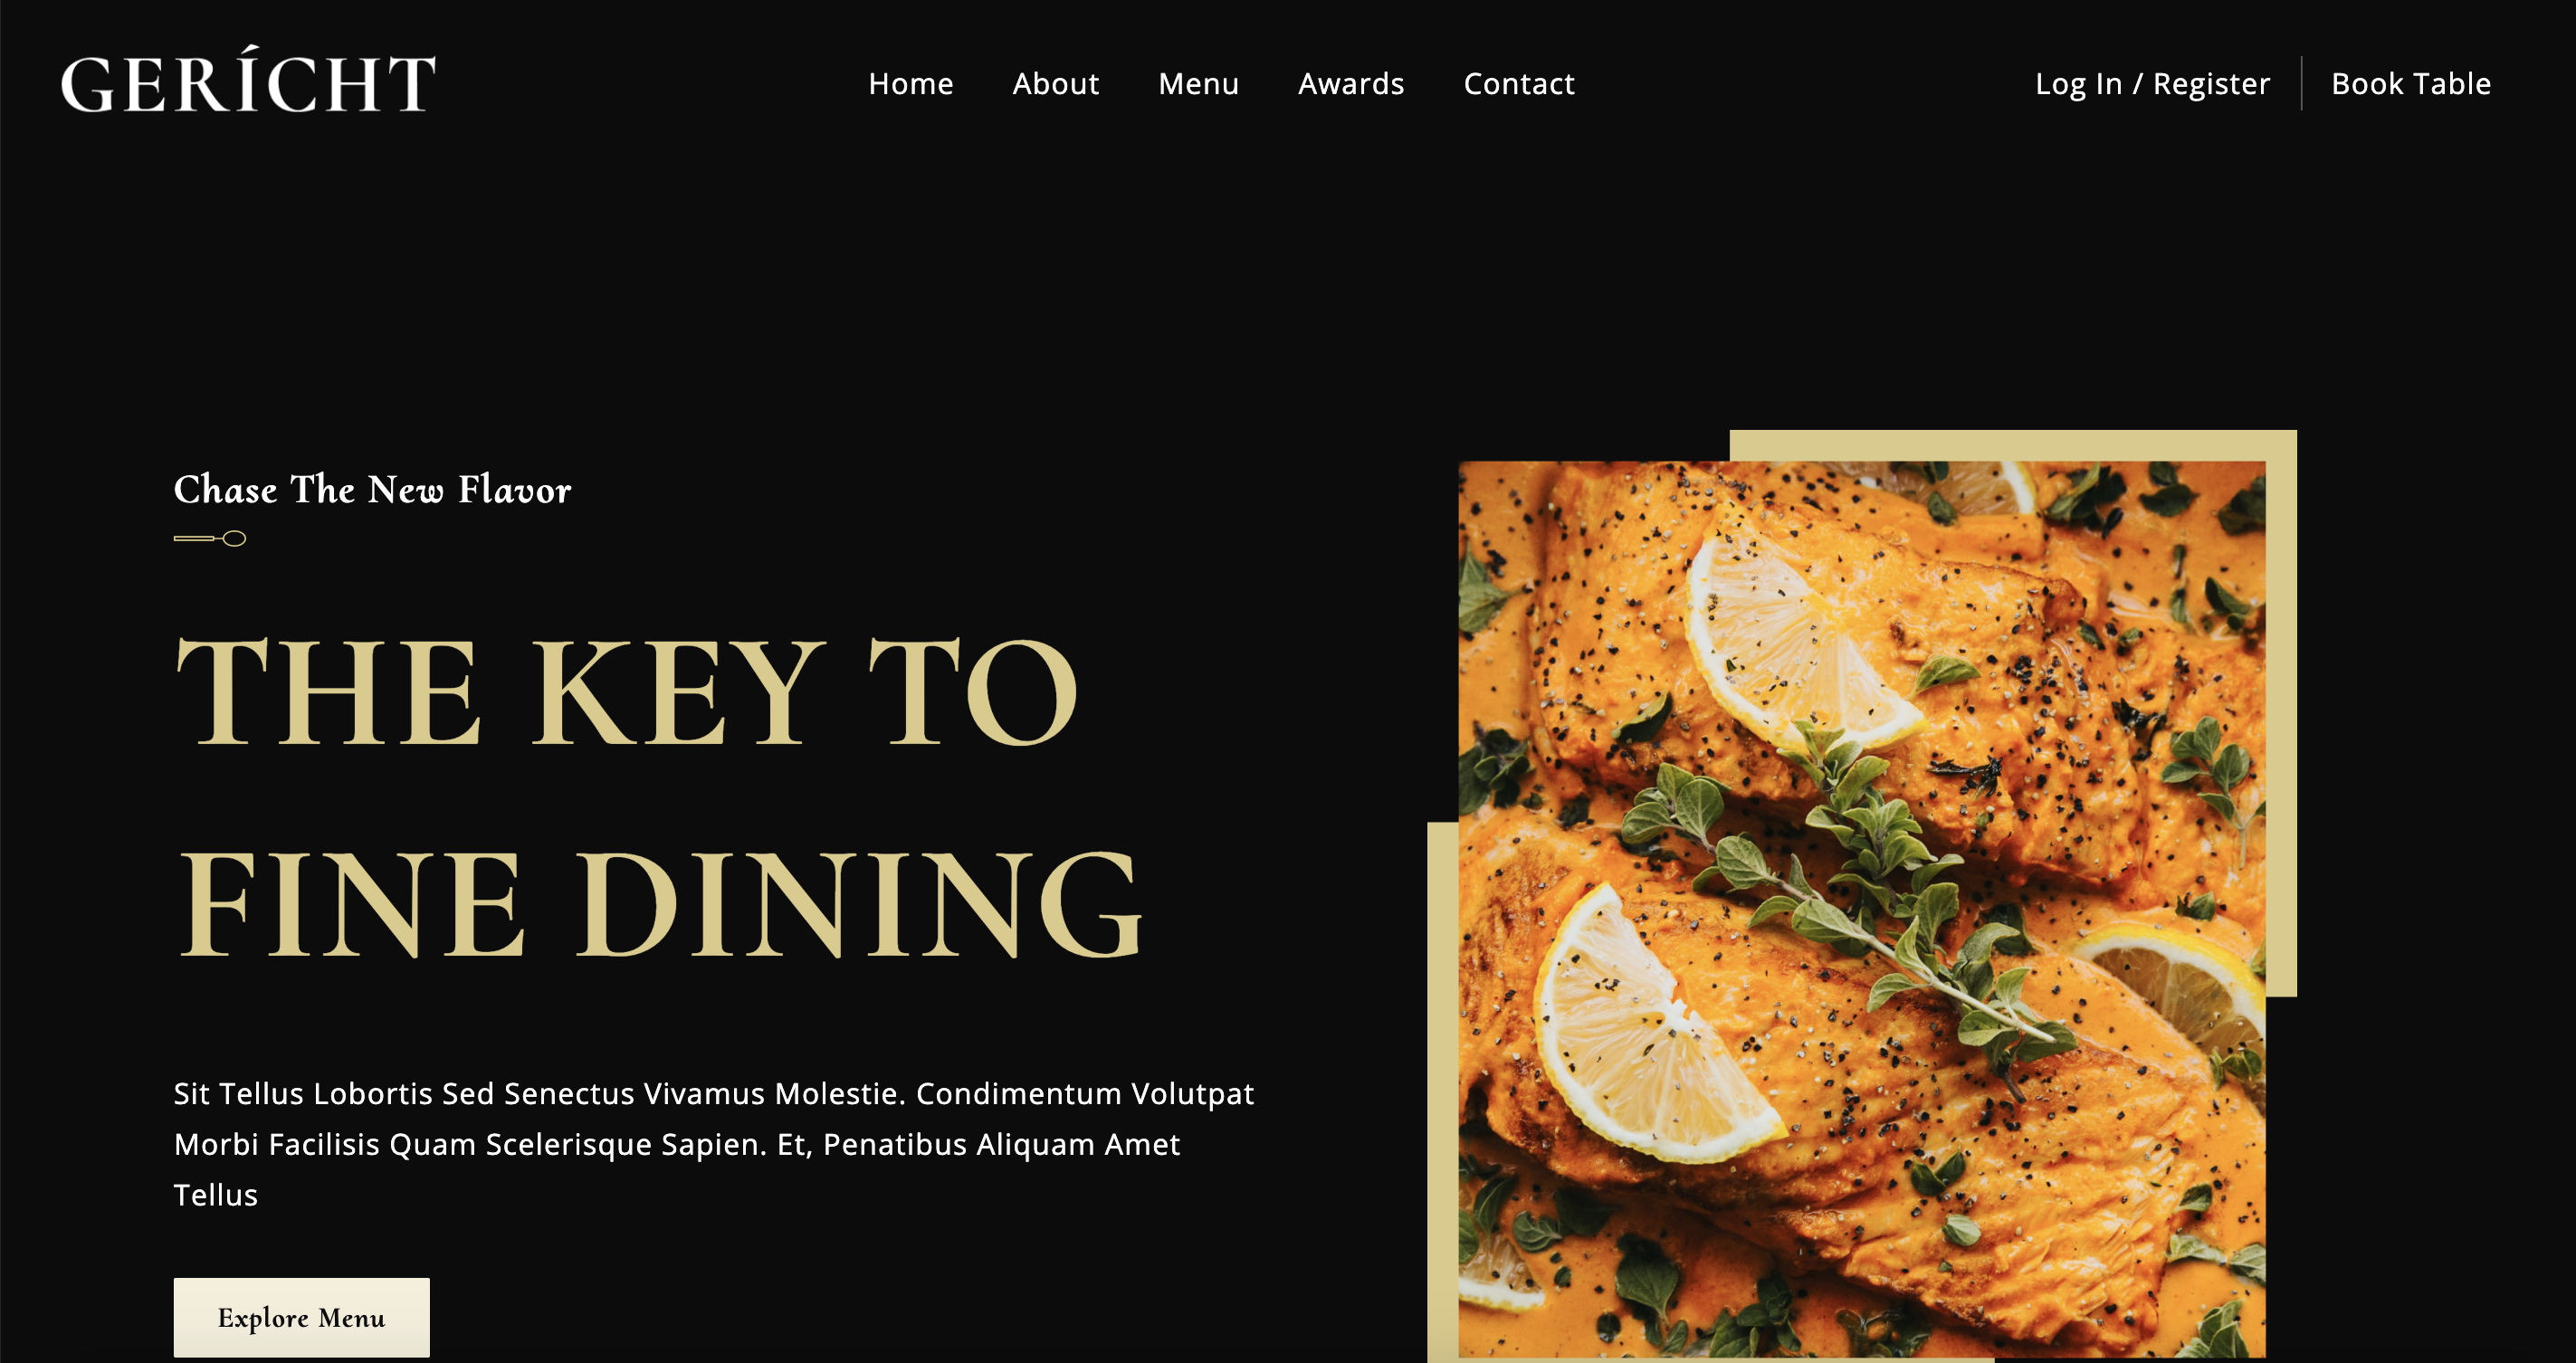 GERÍCHT
Home About Menu Awards Contact
Log In / Register Book Table
Chase The New Flavor
THE KEY TO
FINE DINING
Sit Tellus Lobortis Sed Senectus Vivamus Molestie. Condimentum Volutpat
Morbi Facilisis Quam Scelerisque Sapien. Et, Penatibus Aliquam Amet
Tellus
Explore Menu